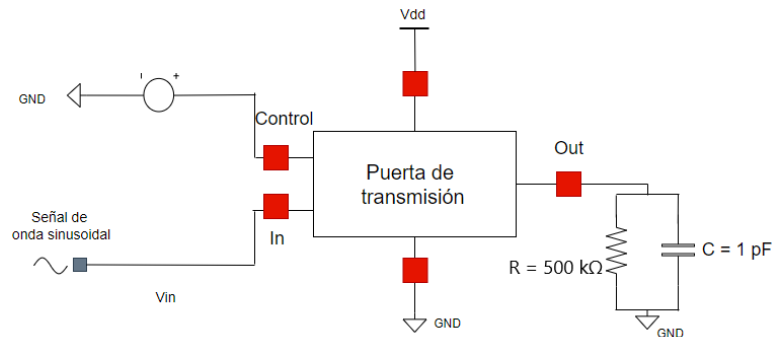 Vdd
GND
' +
Control
Out
Puerta de
transmisión
Señal de
onda sinusoidal
In
Vin
R = 500 kΩ
C = 1 pF
GND
GND